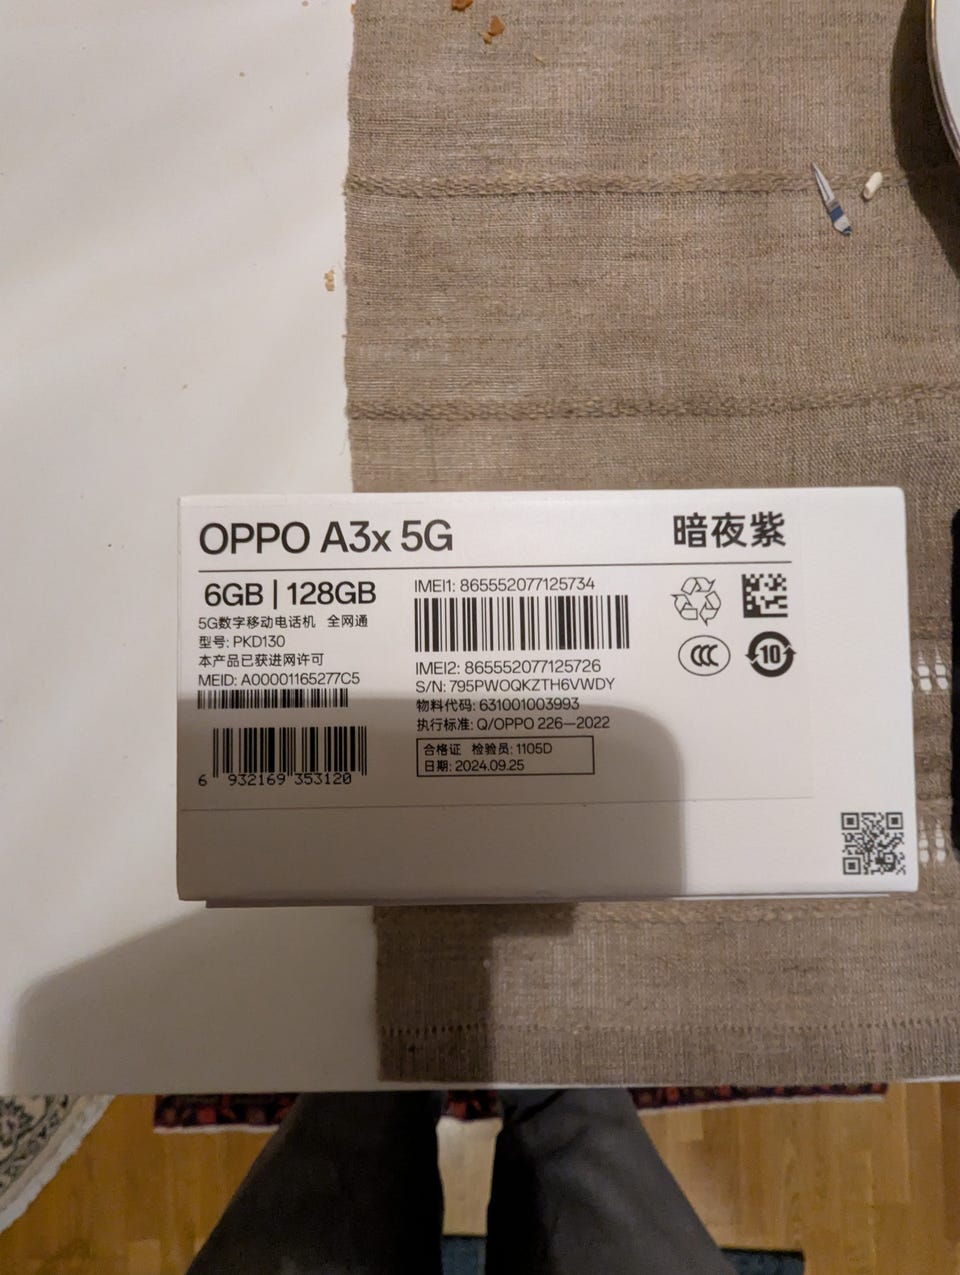 OPPO A3x 5G
暗夜紫
6GB | 128GB
5G数字移动电话机 全网通
型号: PKD130
本产品已获进网许可
MEID: A00001165277C5
6 932169 353120
IMEI1: 865552077125734
IMEI2: 865552077125726
S/N: 795PWOQKZTH6VWDY
物料代码: 631001003993
执行标准: Q/OPPO 226—2022
合格证 检验员: 1105D
日期: 2024.09.25
CCC
10